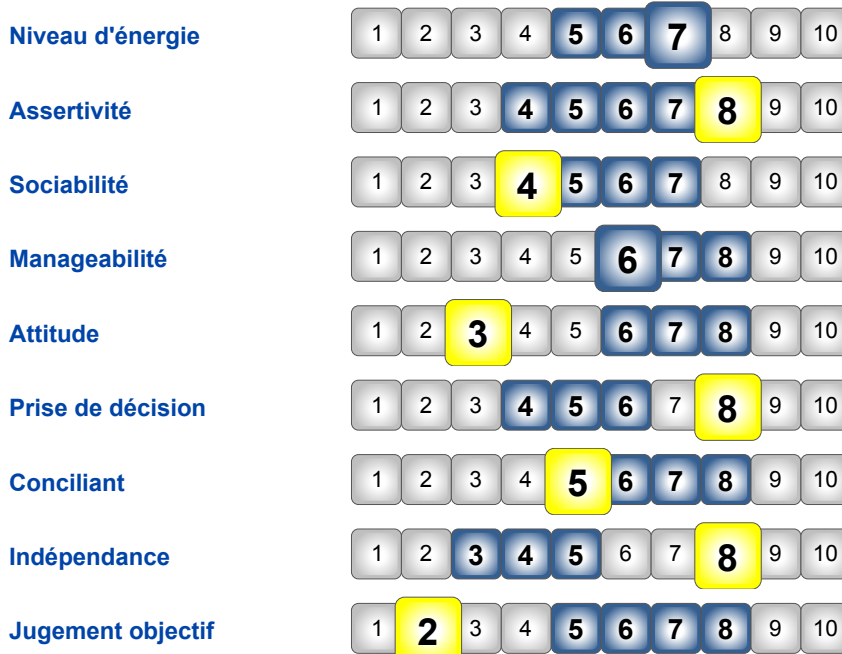 Niveau d'énergie 1 2 3 4 5 6 7 8 9 10
Assertivité 1 2 3 4 5 6 7 8 9 10
Sociabilité 1 2 3 4 5 6 7 8 9 10
Manageabilité 1 2 3 4 5 6 7 8 9 10
Attitude 1 2 3 4 5 6 7 8 9 10
Prise de décision 1 2 3 4 5 6 7 8 9 10
Conciliant 1 2 3 4 5 6 7 8 9 10
Indépendance 1 2 3 4 5 6 7 8 9 10
Jugement objectif 1 2 3 4 5 6 7 8 9 10